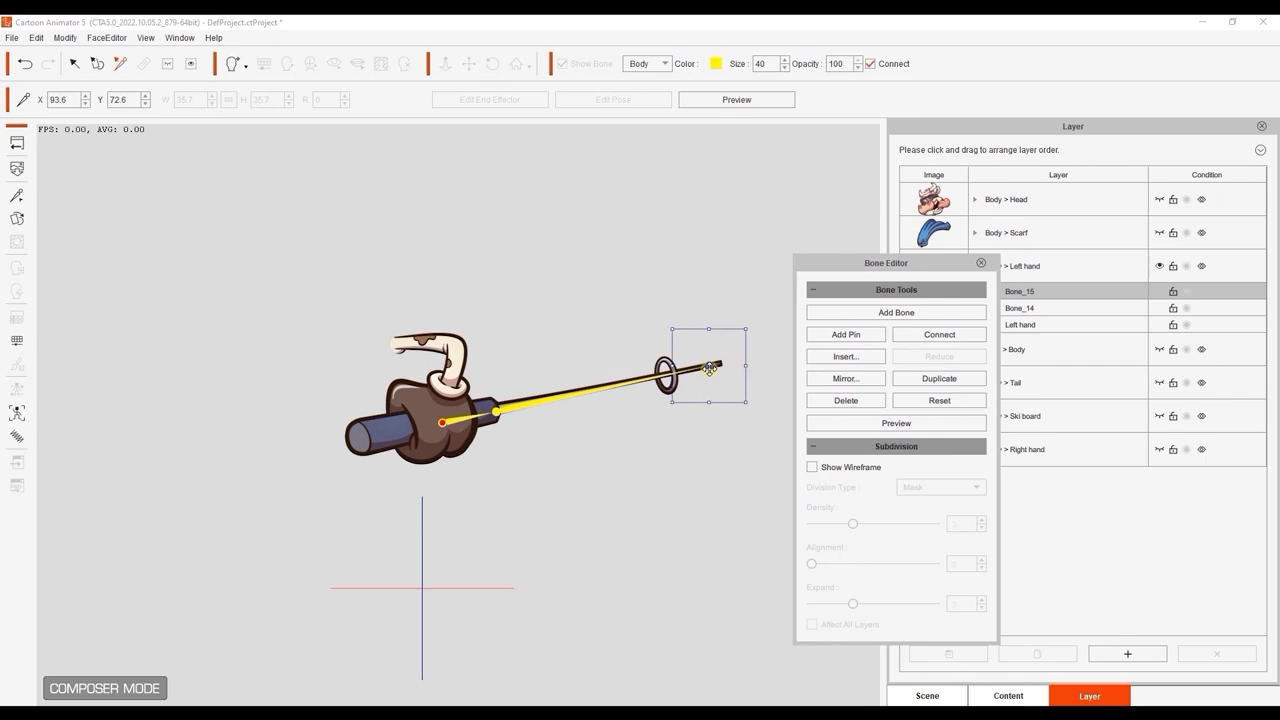 Cartoon Animator 5 (CTA5.0_2022.10.05.2_879-64bit) - DefProject.ctProject *
File Edit Modify FaceEditor View Window Help
Show Bone Body Color : Size : 40 Opacity : 100 Connect
X 93.6 Y 72.6 W 35.7 H 35.7 R 0 Edit End Effector Edit Pose Preview
FPS: 0.00, AVG: 0.00
Layer
Please click and drag to arrange layer order.
Image Layer Condition
Body > Head
Body > Scarf
> Left hand
Bone_15
Bone_14
Left hand
> Body
> Tail
> Ski board
> Right hand
Bone Editor
Bone Tools
Add Bone
Add Pin Connect
Insert... Reduce
Mirror... Duplicate
Delete Reset
Preview
Subdivision
Show Wireframe
Division Type : Mask
Density :
Alignment :
Expand :
Affect All Layers
COMPOSER MODE
Scene Content Layer